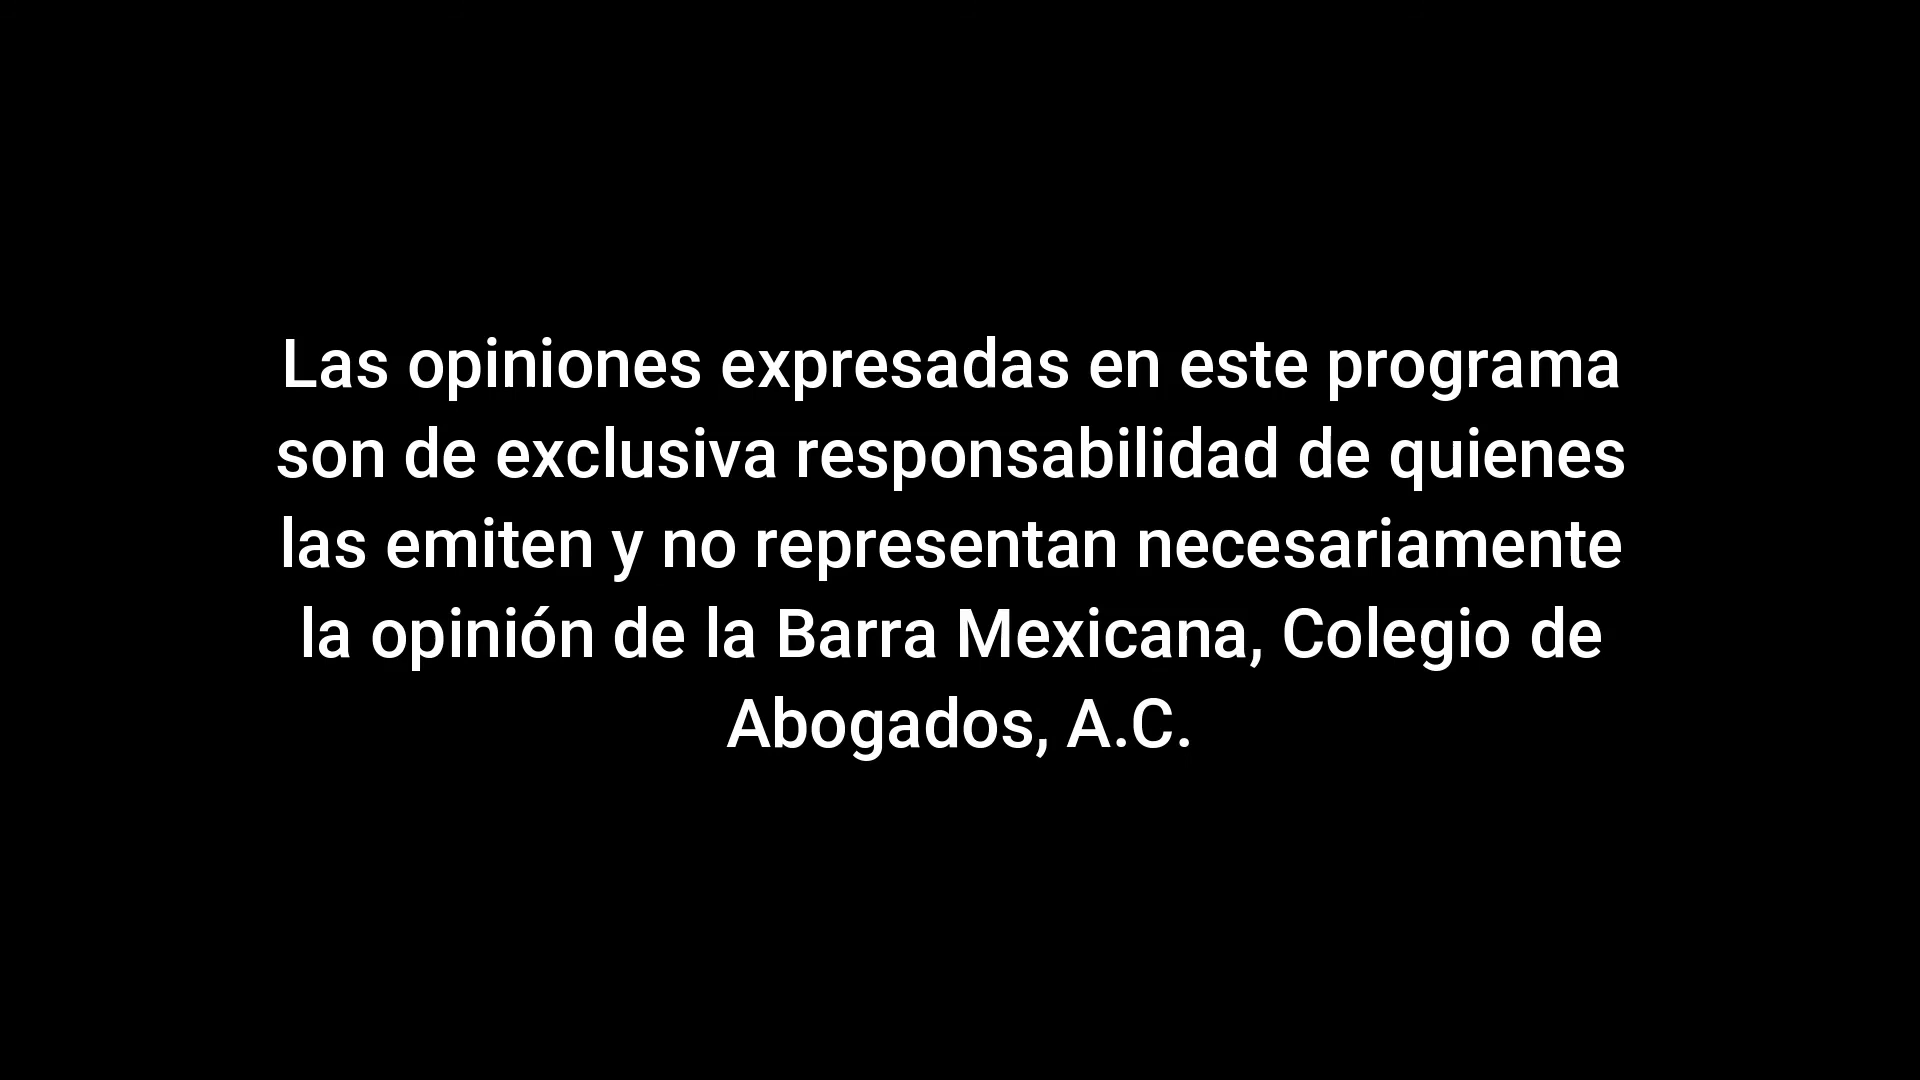 Las opiniones expresadas en este programa
son de exclusiva responsabilidad de quienes
las emiten y no representan necesariamente
la opinión de la Barra Mexicana, Colegio de
Abogados, A.C.